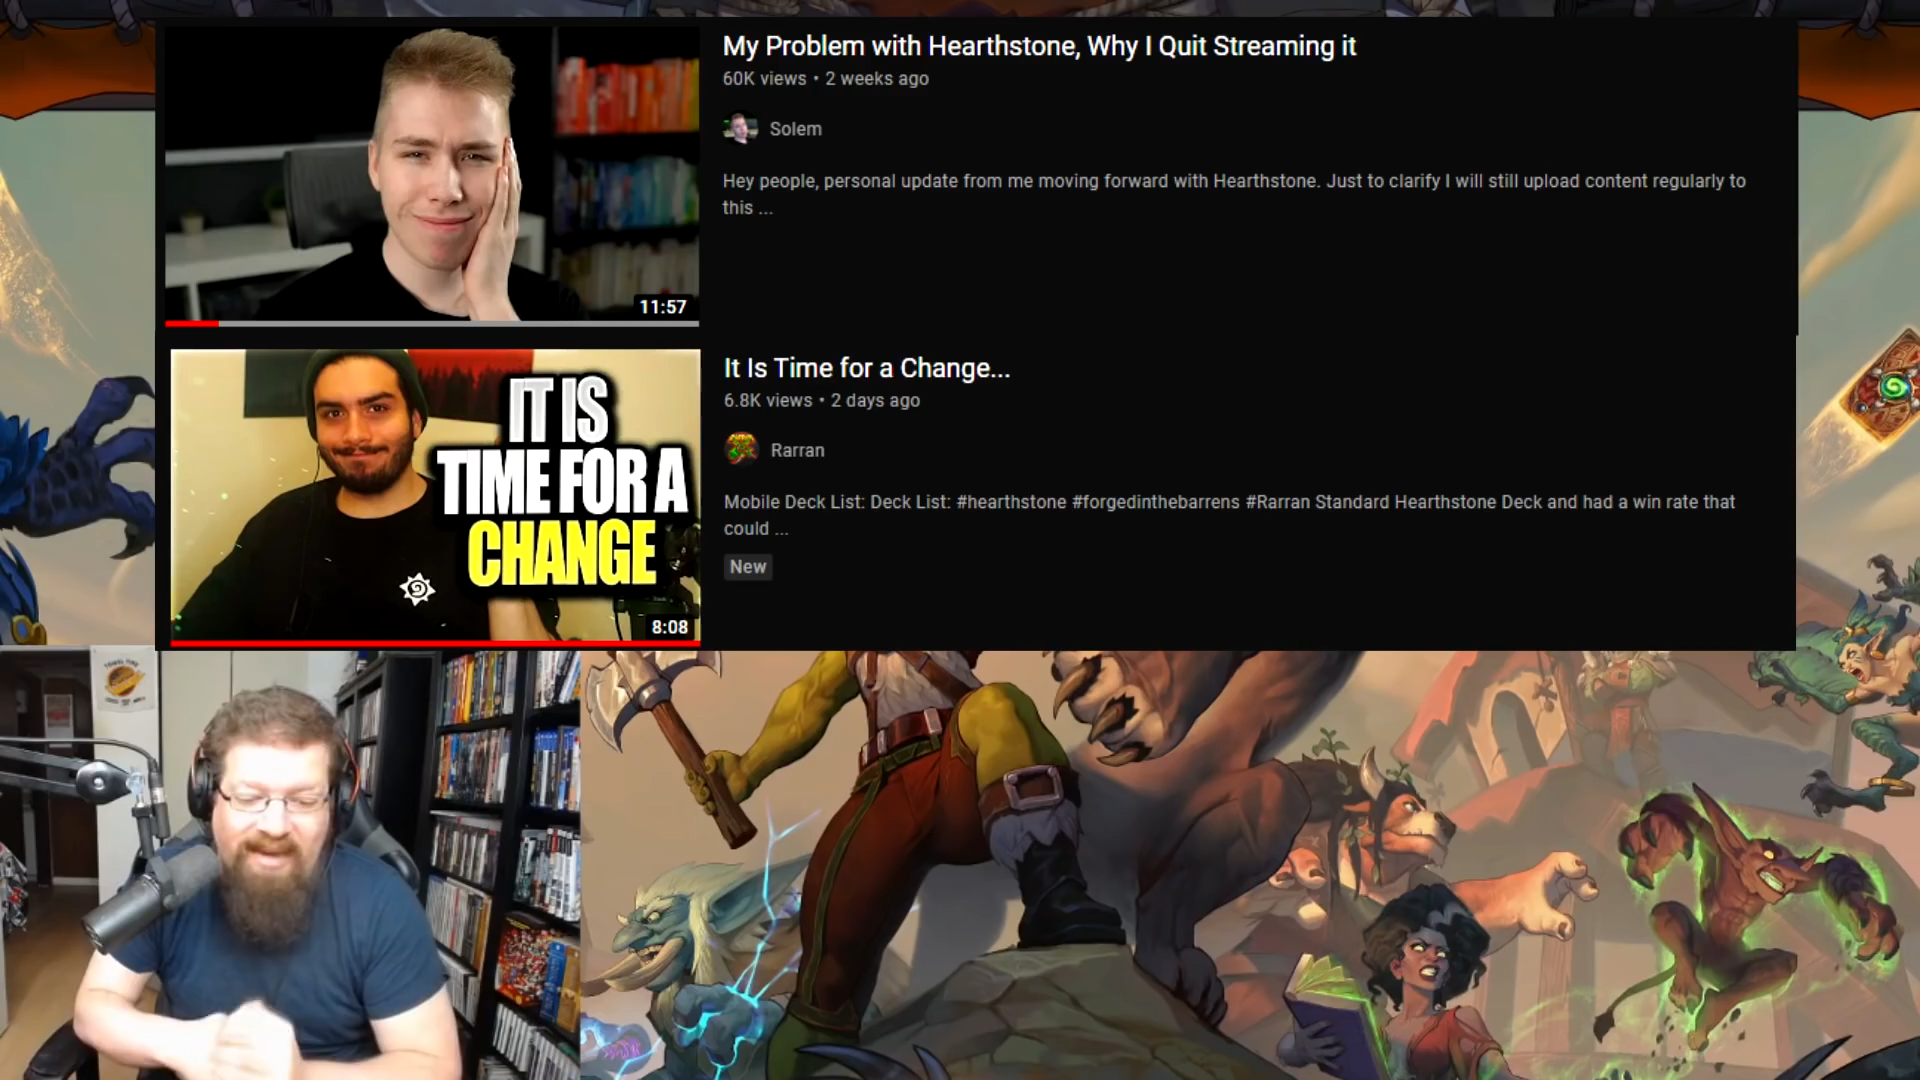 My Problem with Hearthstone, Why I Quit Streaming it
60K views • 2 weeks ago
Solem
Hey people, personal update from me moving forward with Hearthstone. Just to clarify I will still upload content regularly to
this ...
11:57
It Is Time for a Change...
6.8K views • 2 days ago
Rarran
Mobile Deck List: Deck List: #hearthstone #forgedinthebarrens #Rarran Standard Hearthstone Deck and had a win rate that
could ...
New
IT IS
TIME FOR A
CHANGE
8:08